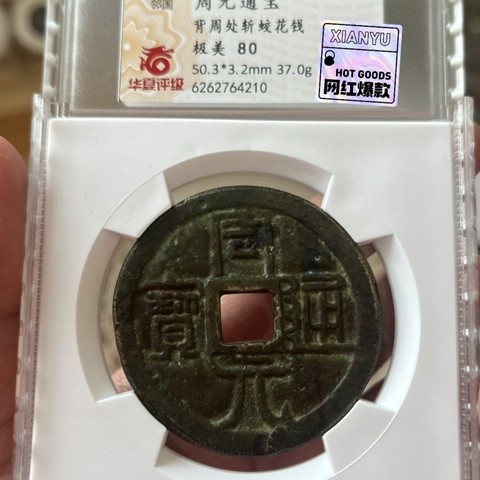 周元通宝
背周处斩蛟花钱
极美 80
50.3*3.2mm 37.0g
6262764210
华夏评级
XIANYU
HOT GOODS
网红爆款
周
元
通
寶